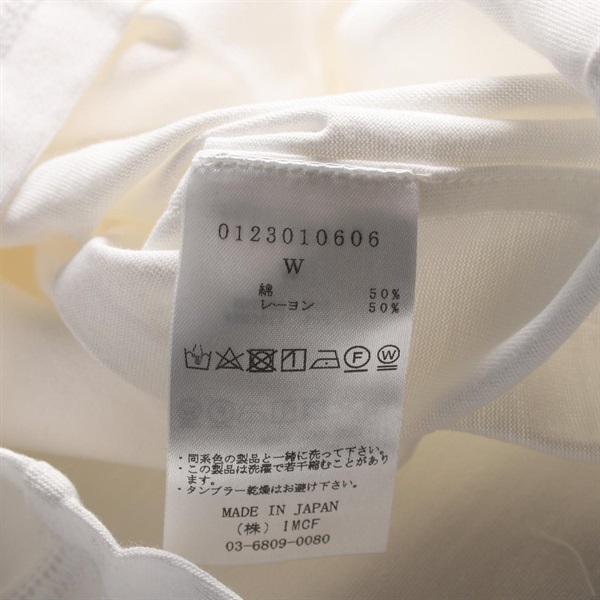 0123010606
W
綿 50%
レーヨン 50%
F W
・同系色の製品と一緒に洗って下さい。
・この製品は洗濯で若干縮むことがあり
ます。
・タンブラー乾燥はお避け下さい。
MADE IN JAPAN
(株) IMCF
03-6809-0080